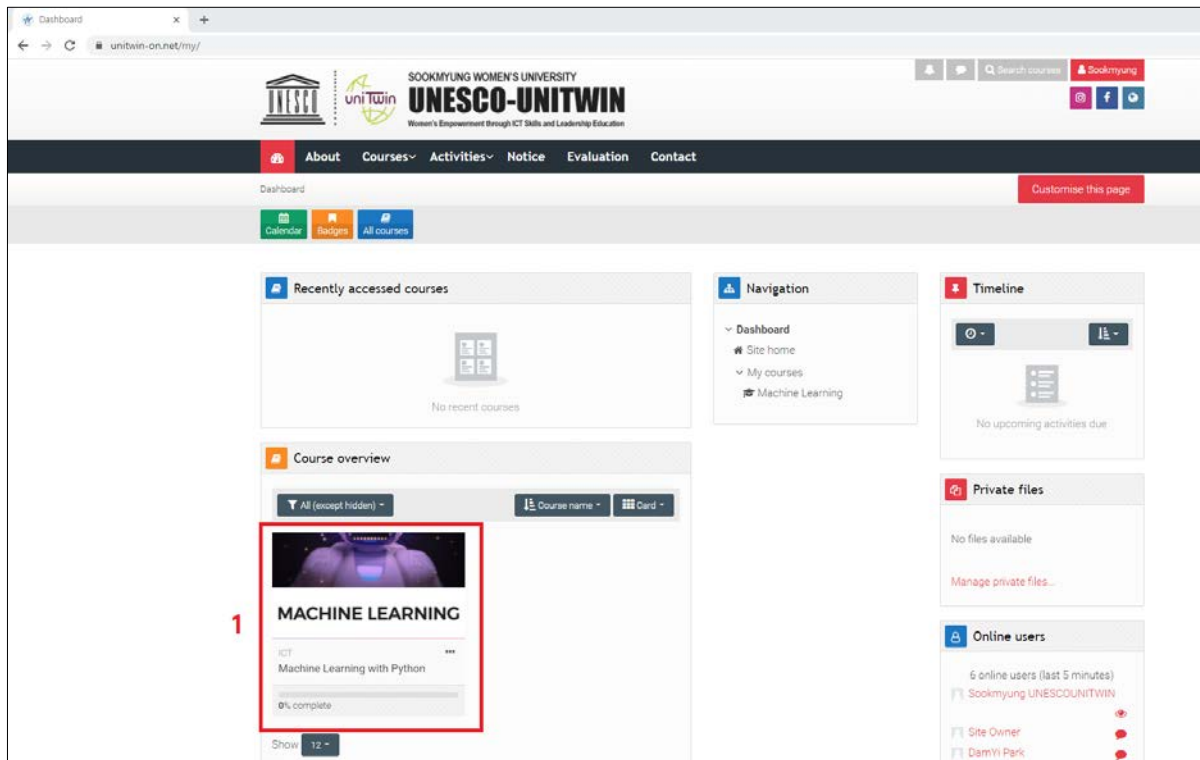 Dashboard
unitwin-on.net/my/
UNESCO
uniTwin
SOOKMYUNG WOMEN'S UNIVERSITY
UNESCO-UNITWIN
Women's Empowerment through ICT Skills and Leadership Education
Search courses
Sookmyung
About Courses Activities Notice Evaluation Contact
Dashboard
Customise this page
Calendar
Badges
All courses
Recently accessed courses
No recent courses
Navigation
Dashboard
Site home
My courses
Machine Learning
Timeline
No upcoming activities due
Course overview
All (except hidden)
Course name
Card
1
MACHINE LEARNING
ICT
Machine Learning with Python
0% complete
Show 12
Private files
No files available
Manage private files...
Online users
6 online users (last 5 minutes)
Sookmyung UNESCOUNITWIN
Site Owner
DamYi Park